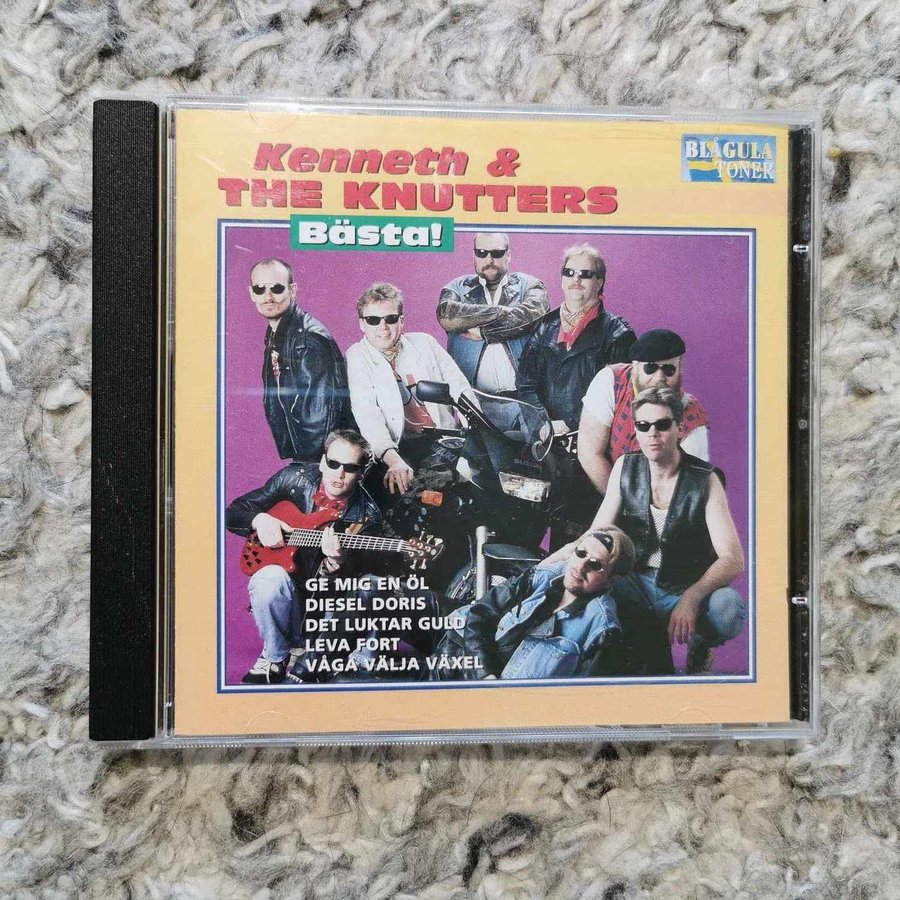 Kenneth &
THE KNUTTERS
Bästa!
BLÅGULA
TONER
SUZUKI
GE MIG EN ÖL
DIESEL DORIS
DET LUKTAR GULD
LEVA FORT
VÅGA VÄLJA VÄXEL